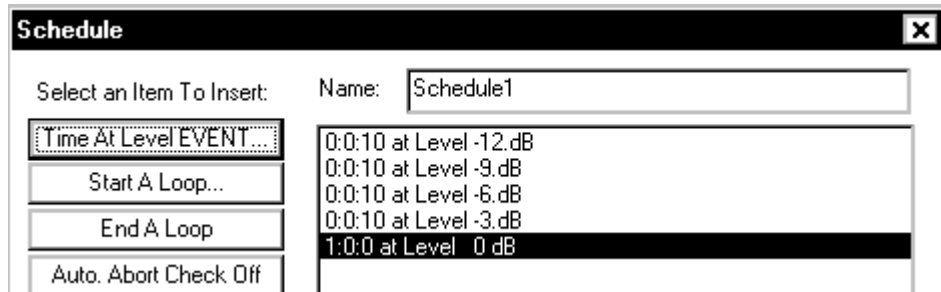 Schedule
Select an Item To Insert:
Name: Schedule1
Time At Level EVENT...
Start A Loop...
End A Loop
Auto. Abort Check Off
0:0:10 at Level -12.dB
0:0:10 at Level -9.dB
0:0:10 at Level -6.dB
0:0:10 at Level -3.dB
1:0:0 at Level   0 dB